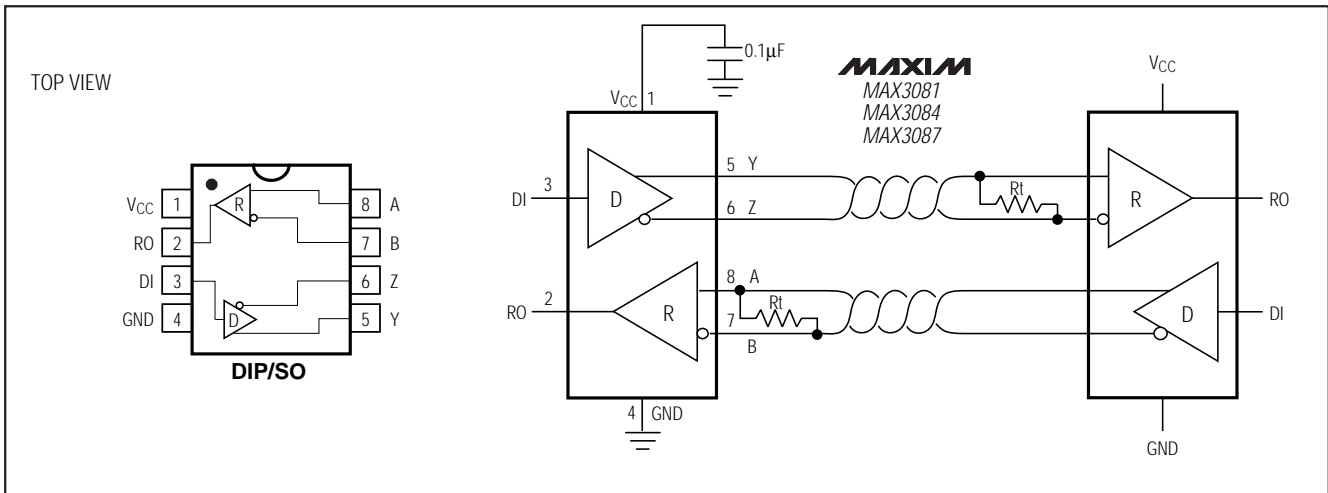 TOP VIEW
VCC 1
RO 2
DI 3
GND 4
8 A
7 B
6 Z
5 Y
R
D
DIP/SO
0.1µF
VCC 1
DI 3
D
5 Y
6 Z
RO 2
R
8 A
7
B
4 GND
Rt
Rt
MAXIM
MAX3081
MAX3084
MAX3087
VCC
R
RO
D
DI
GND